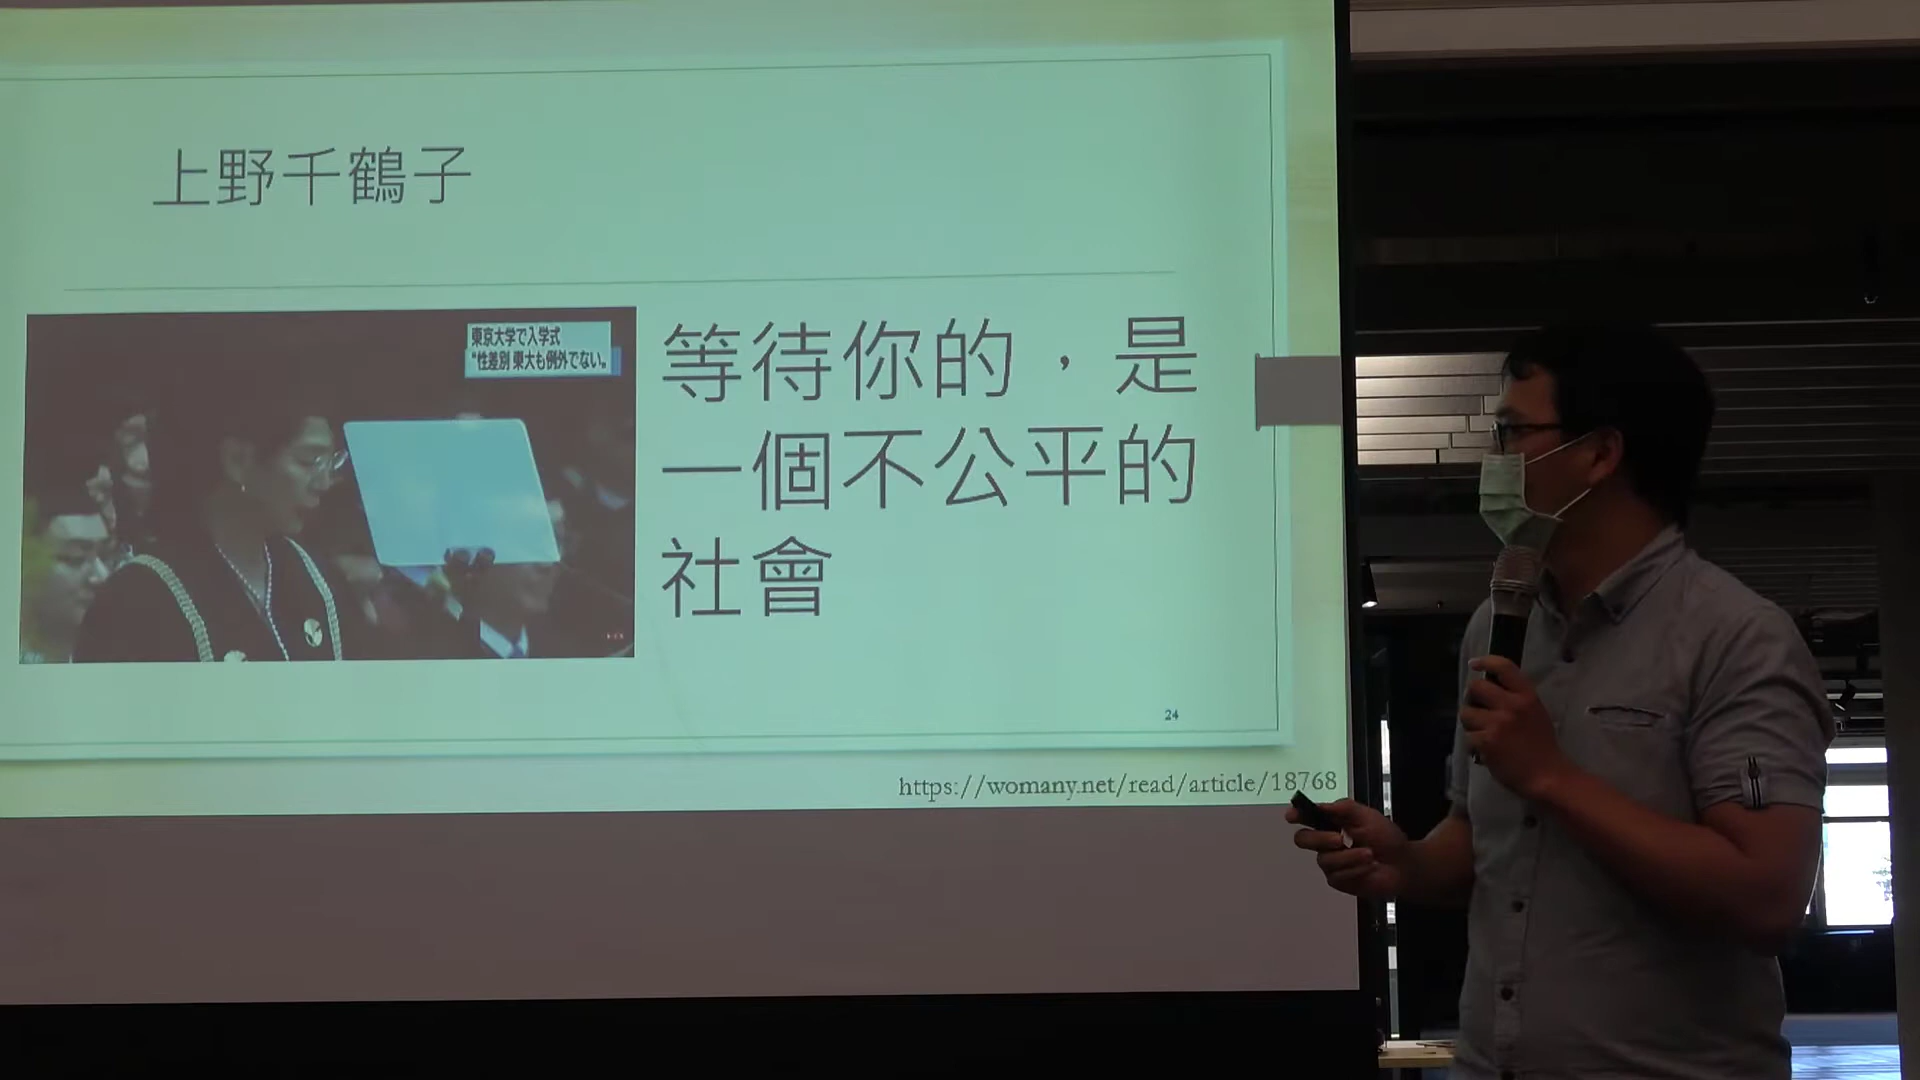 上野千鶴子
東京大学で入学式
“性差別 東大も例外でない。
等待你的，是
一個不公平的
社會
24
https://womany.net/read/article/18768